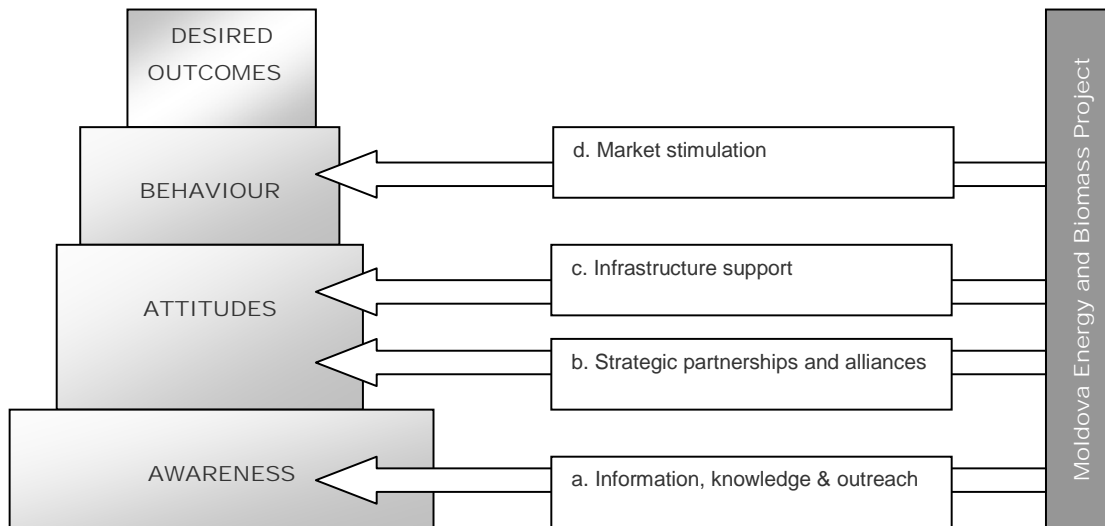 DESIRED
OUTCOMES
d. Market stimulation
BEHAVIOUR
c. Infrastructure support
ATTITUDES
b. Strategic partnerships and alliances
AWARENESS
a. Information, knowledge & outreach
Moldova Energy and Biomass Project